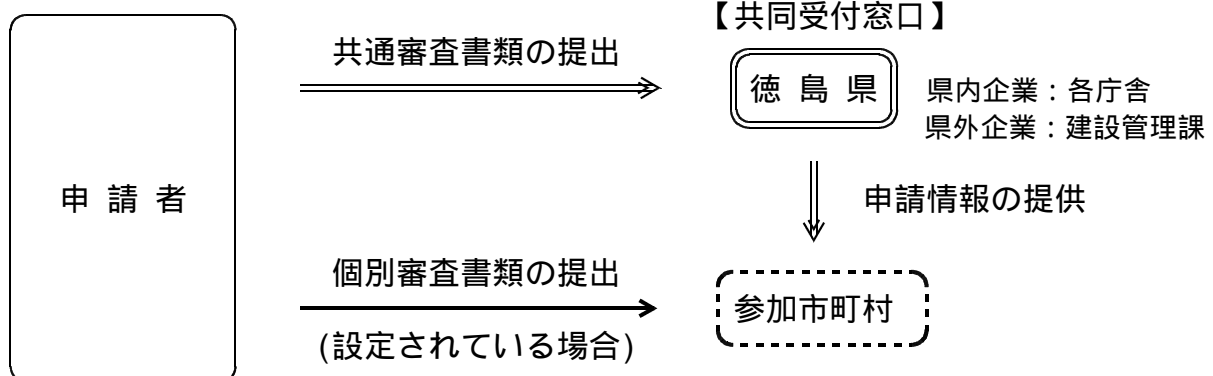 【共同受付窓口】
共通審査書類の提出
徳島県
県内企業：各庁舎
県外企業：建設管理課
申請者
申請情報の提供
個別審査書類の提出
(設定されている場合)
参加市町村